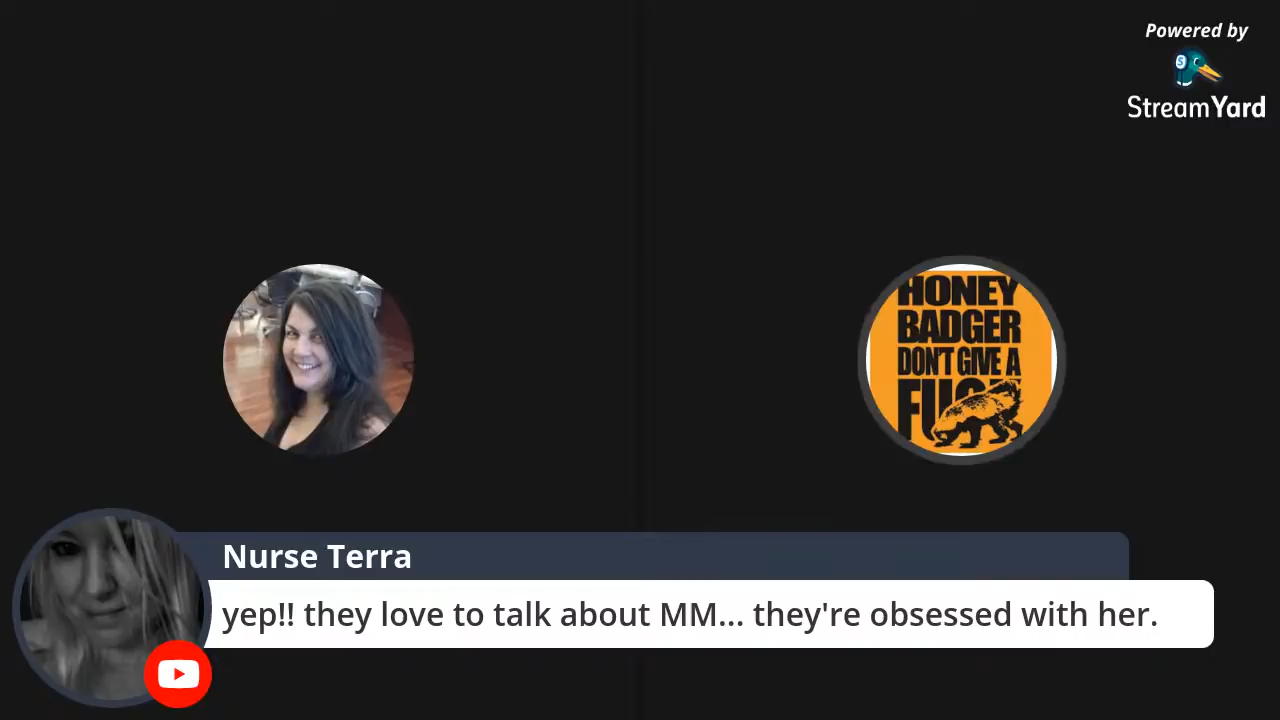 Powered by
S
StreamYard
HONEY
BADGER
DON'T GIVE A
Nurse Terra
yep!! they love to talk about MM... they're obsessed with her.